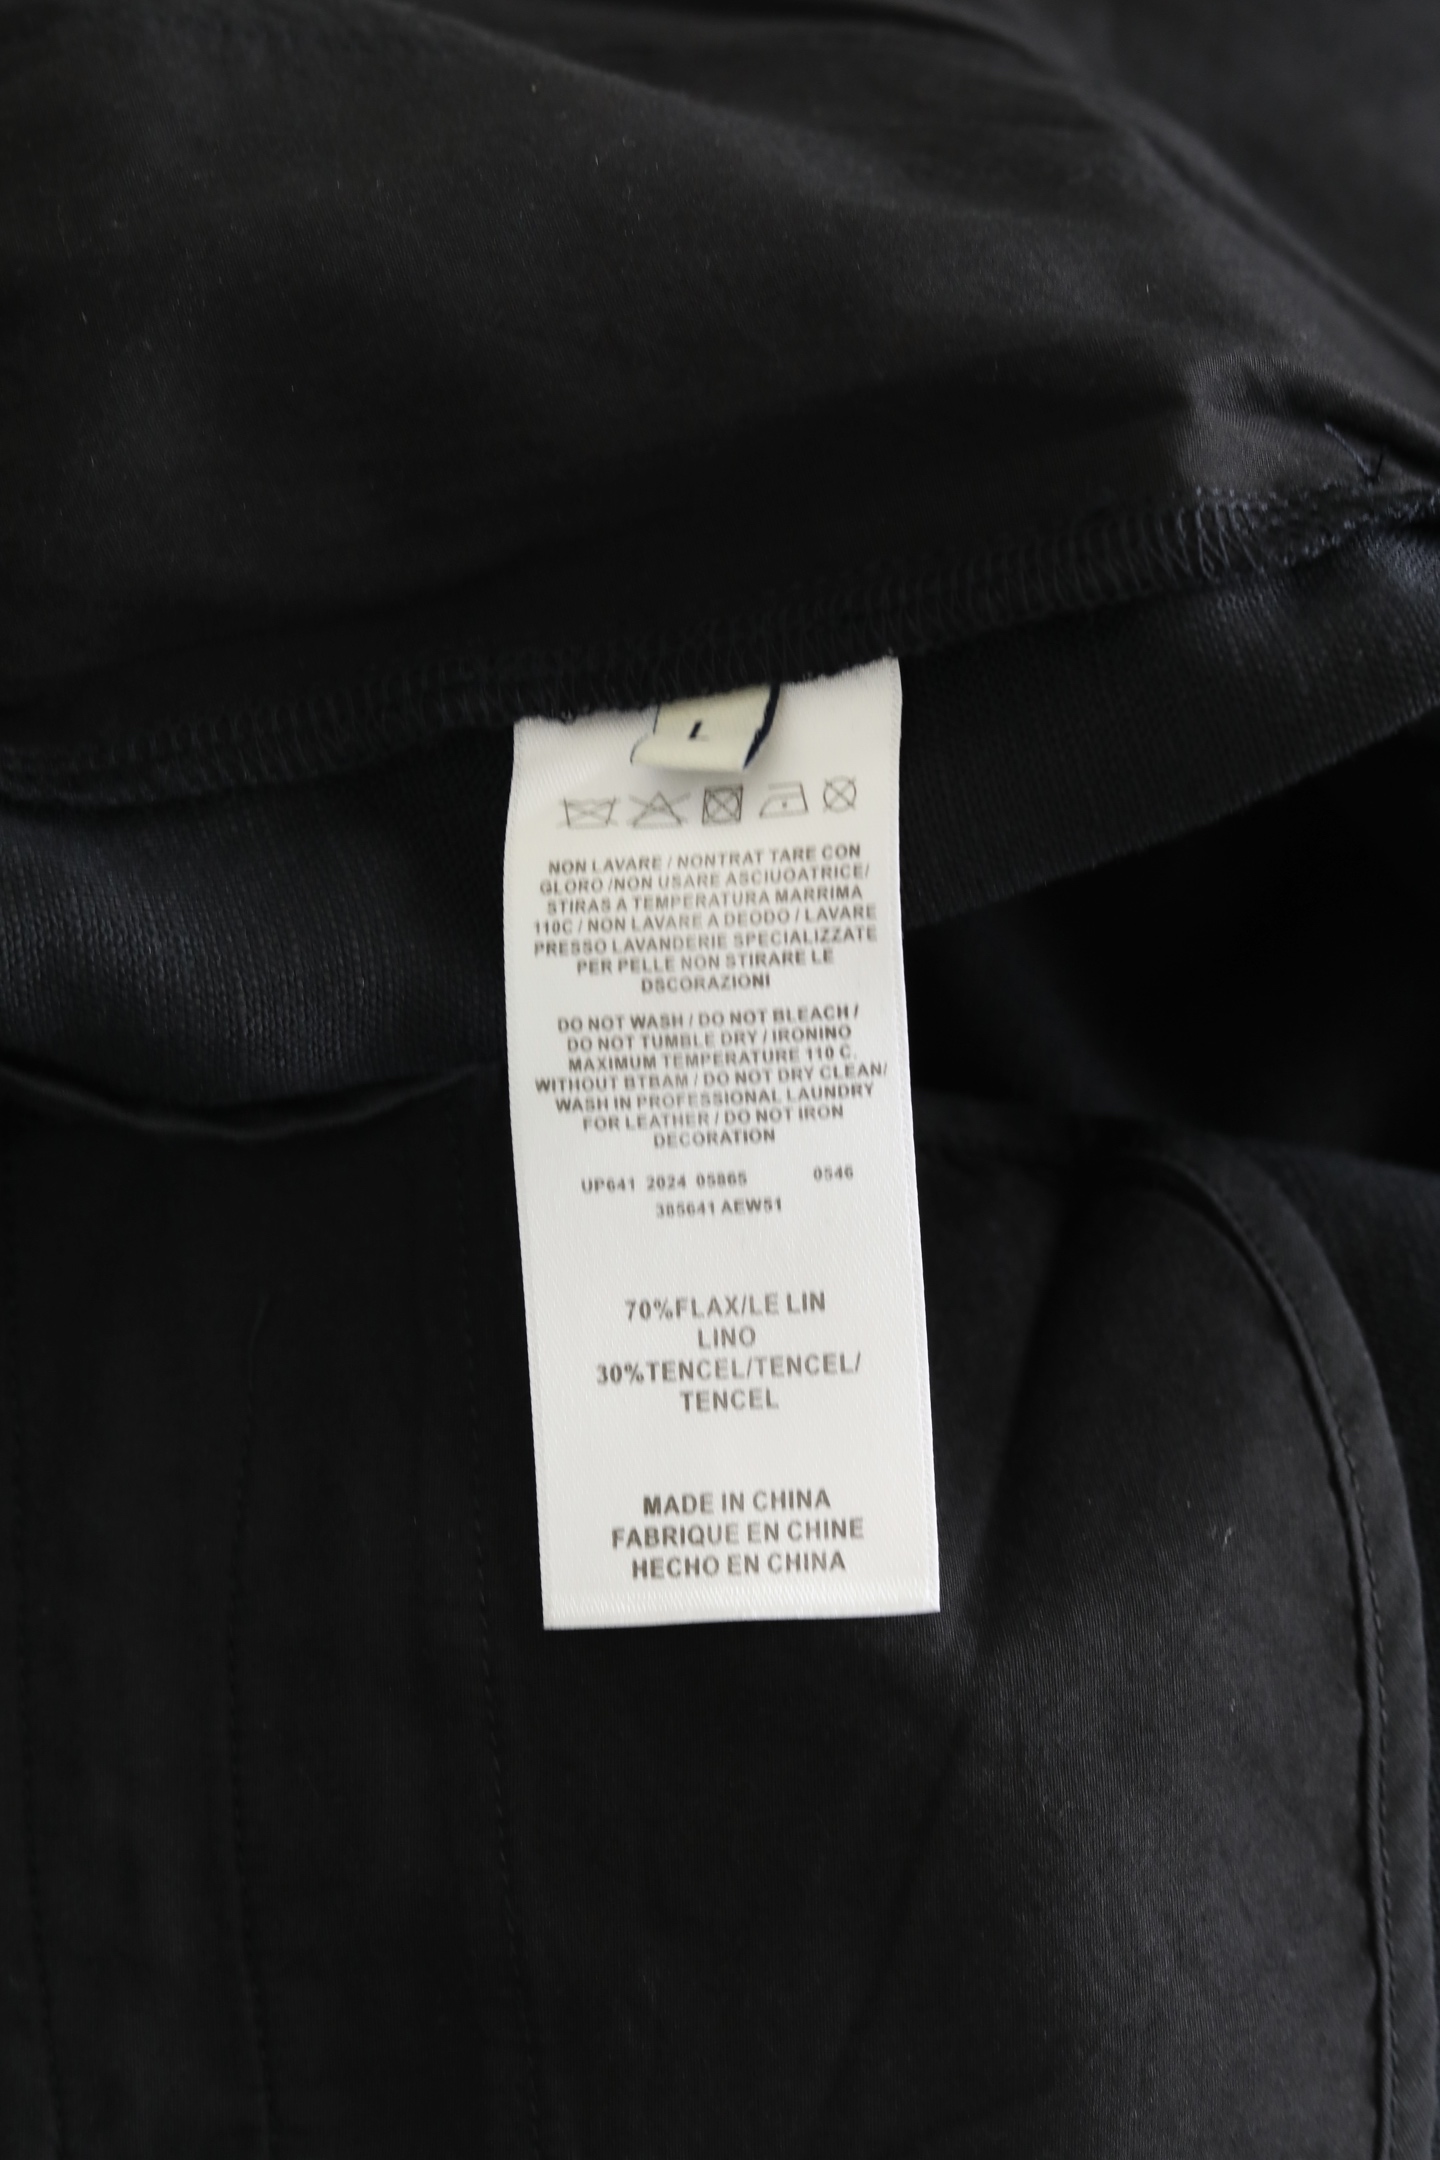 L
NON LAVARE / NONTRAT TARE CON
GLORO /NON USARE ASCIUOATRICE/
STIRAS A TEMPERATURA MARRIMA
110C / NON LAVARE A DEODO / LAVARE
PRESSO LAVANDERIE SPECIALIZZATE
PER PELLE NON STIRARE LE
DSCORAZIONI
DO NOT WASH / DO NOT BLEACH /
DO NOT TUMBLE DRY / IRONINO
MAXIMUM TEMPERATURE 110 C.
WITHOUT BTBAM / DO NOT DRY CLEAN/
WASH IN PROFESSIONAL LAUNDRY
FOR LEATHER / DO NOT IRON
DECORATION
UP641 2024 05865 0546
385641 AEW51
70%FLAX/LE LIN
LINO
30%TENCEL/TENCEL/
TENCEL
MADE IN CHINA
FABRIQUE EN CHINE
HECHO EN CHINA